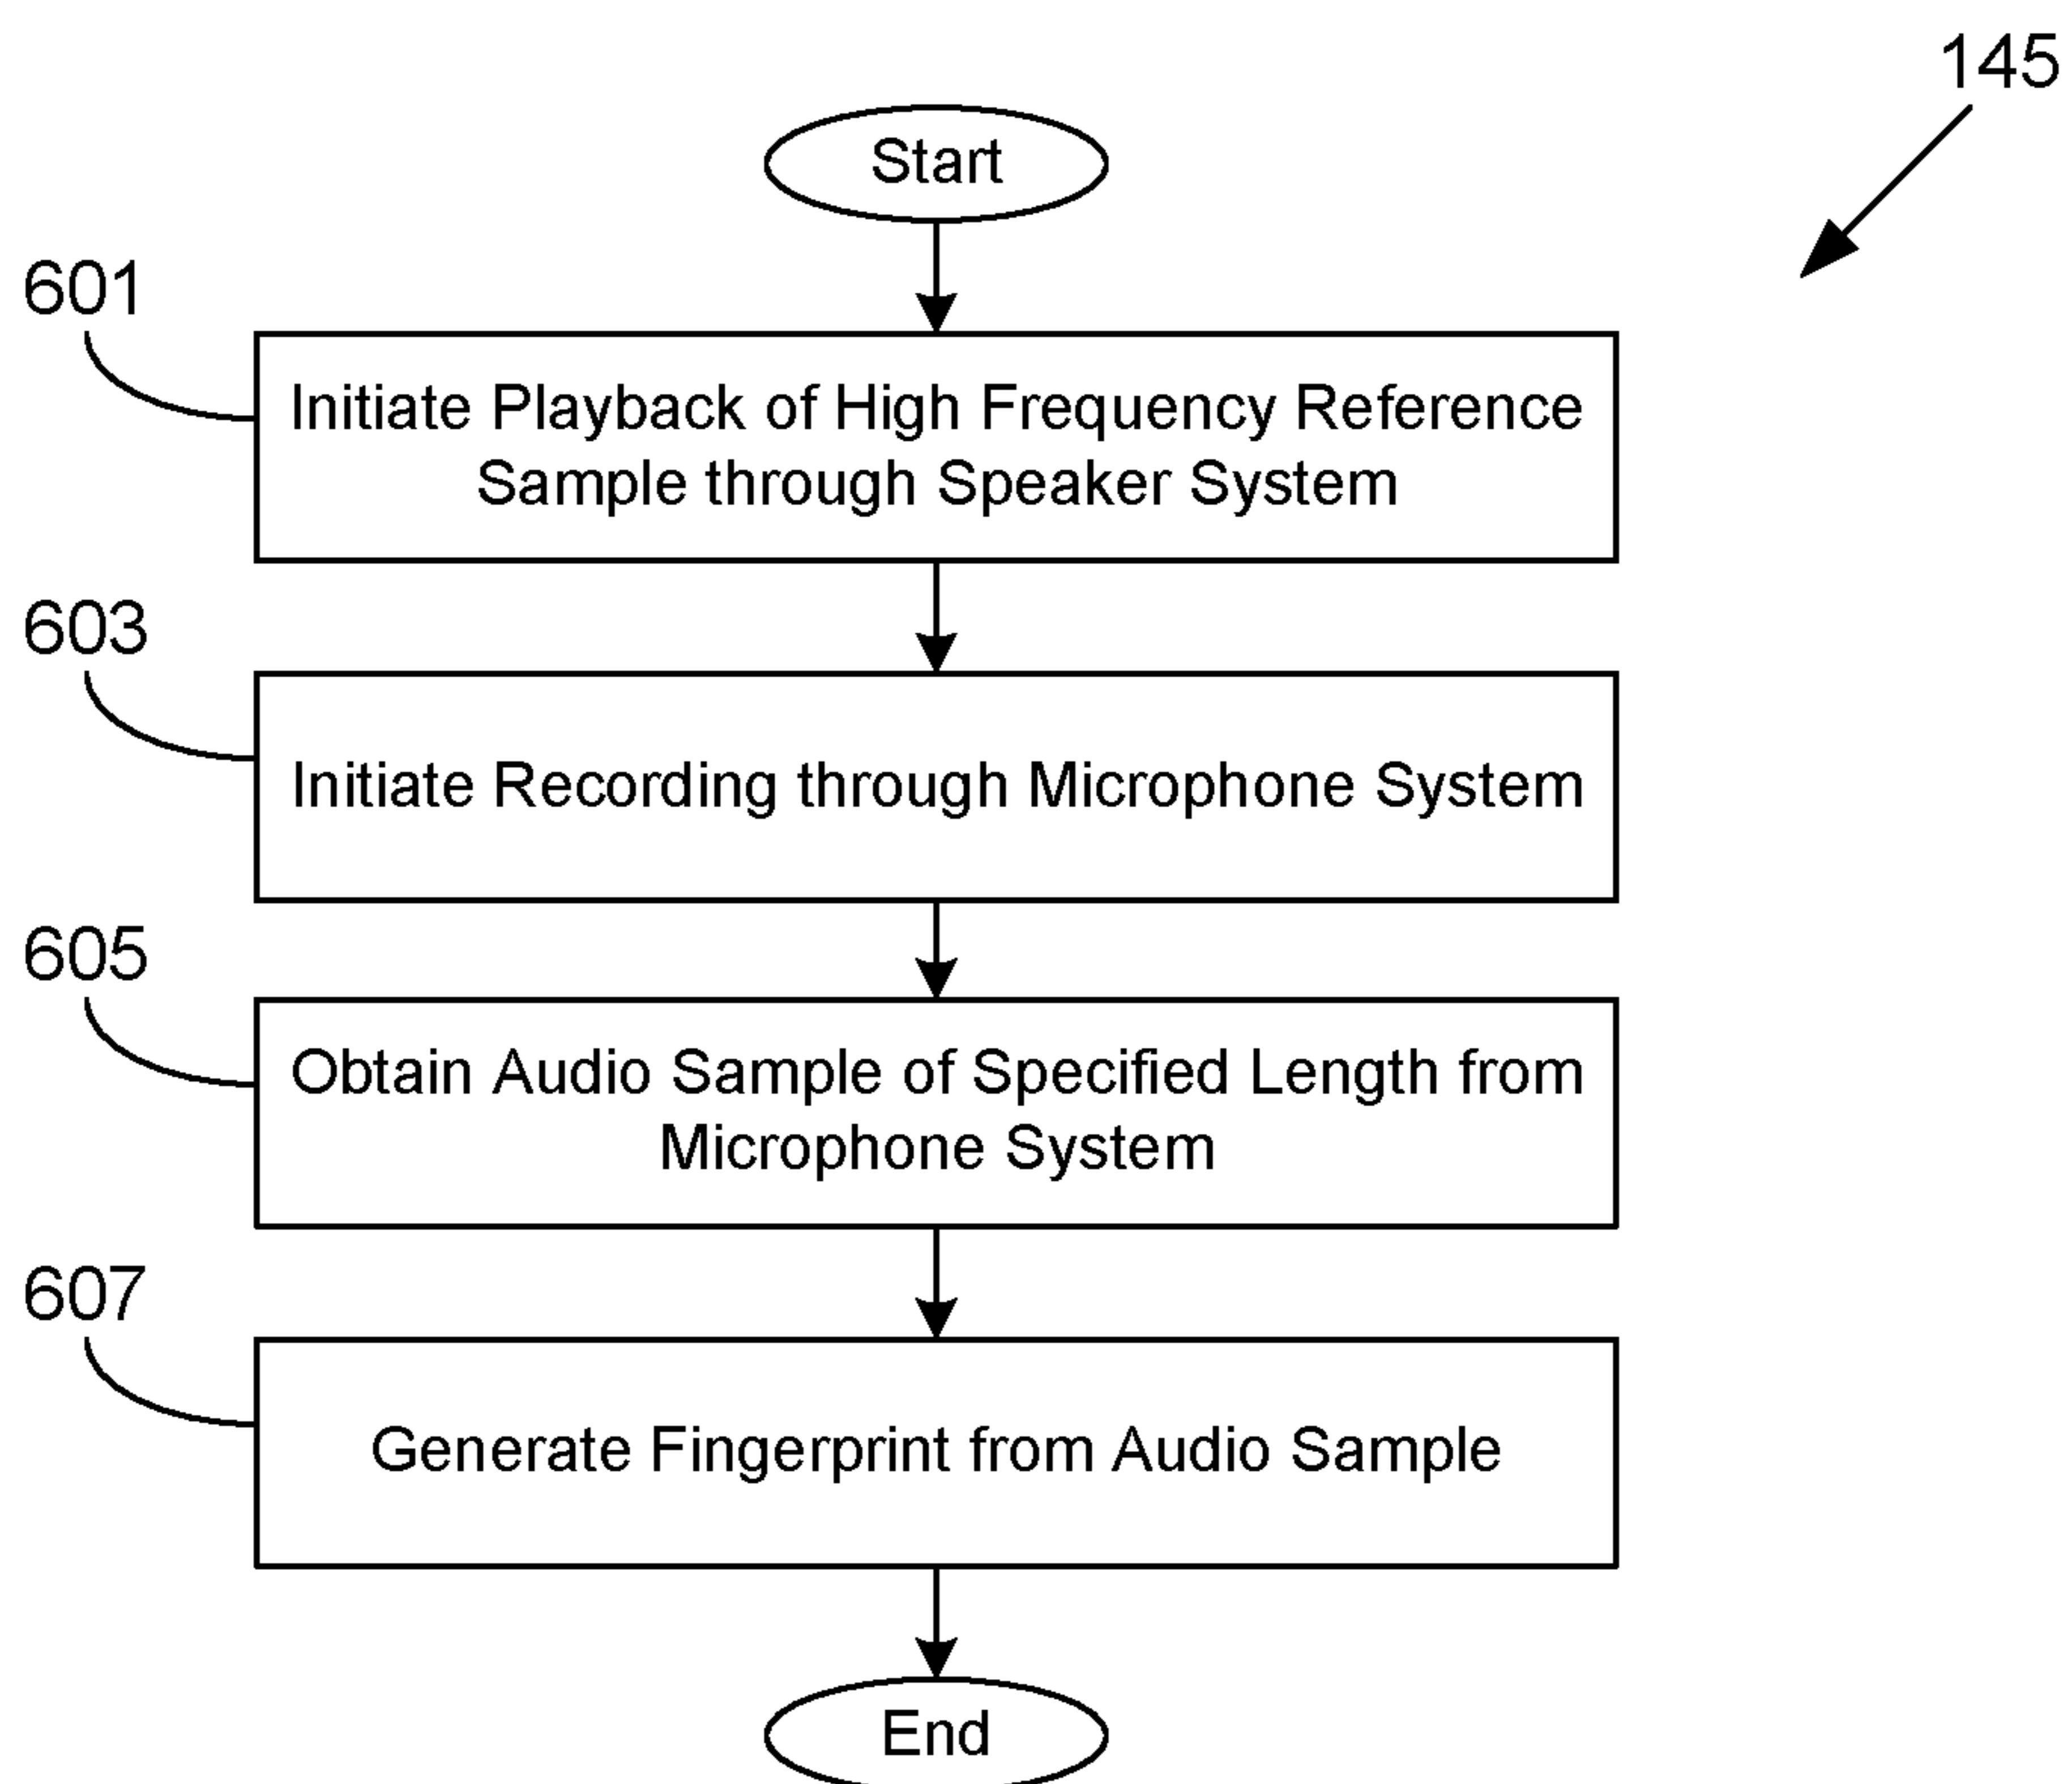 145
Start
601
Initiate Playback of High Frequency Reference
Sample through Speaker System
603
Initiate Recording through Microphone System
605
Obtain Audio Sample of Specified Length from
Microphone System
607
Generate Fingerprint from Audio Sample
End